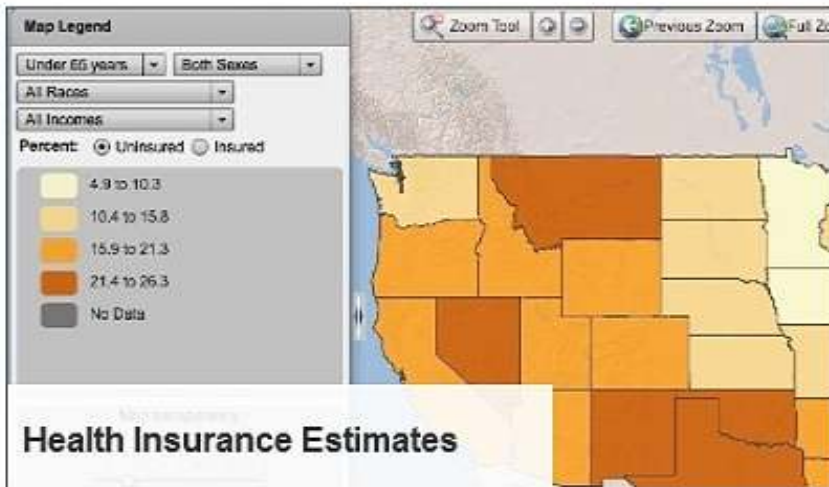 Map Legend
Zoom Tool
Previous Zoom
Full Zo
Under 65 years
Both Sexes
All Races
All Incomes
Percent: Uninsured Insured
4.9 to 10.3
10.4 to 15.8
15.9 to 21.3
21.4 to 26.3
No Data
Health Insurance Estimates